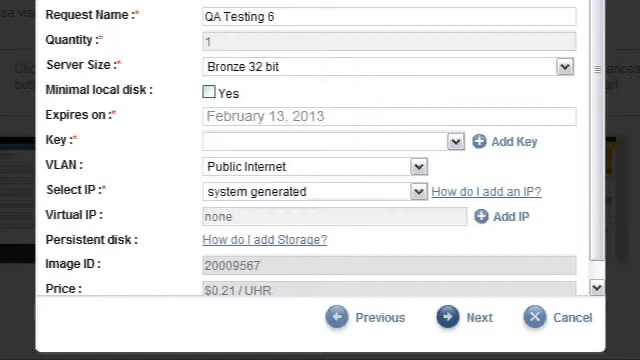 Request Name :* QA Testing 6
Quantity :* 1
Server Size :* Bronze 32 bit
Minimal local disk : Yes
Expires on :* February 13, 2013
Key :* Add Key
VLAN : Public Internet
Select IP :* system generated How do I add an IP?
Virtual IP : none Add IP
Persistent disk : How do I add Storage?
Image ID : 20009567
Price : $0.21 / UHR
Previous Next Cancel